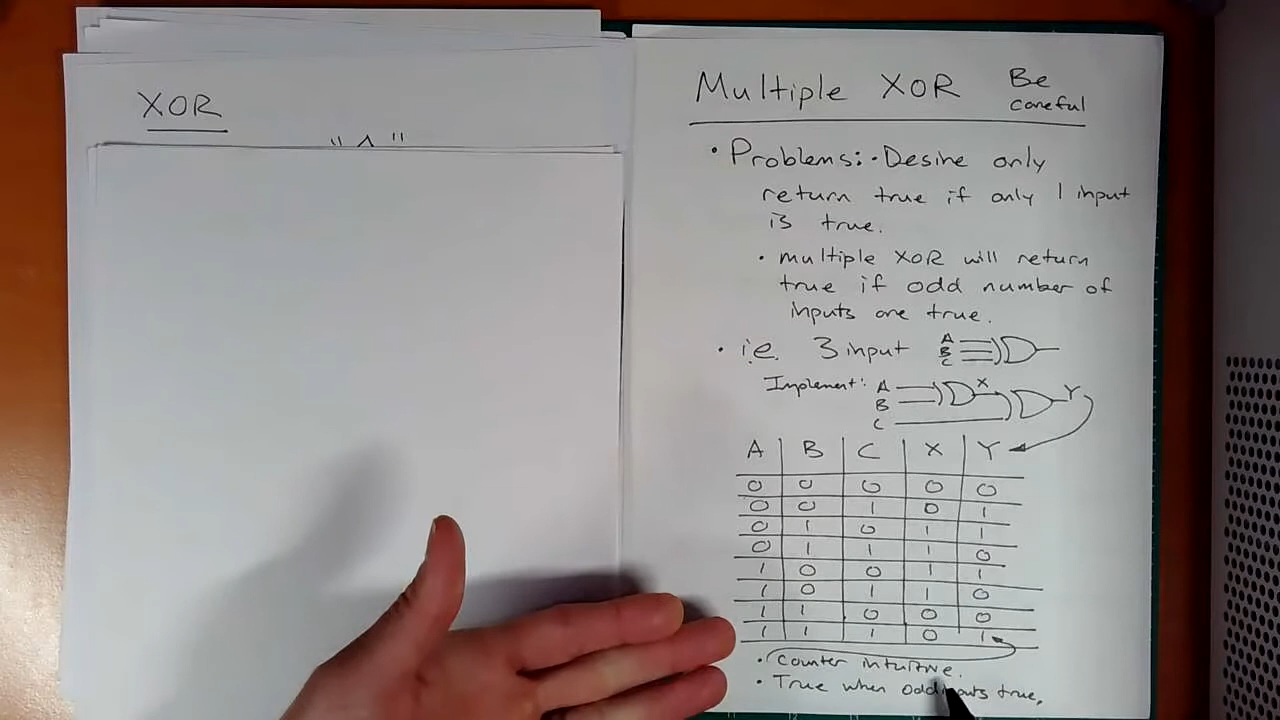 XOR
"^"
Multiple XOR Be careful
• Problems: • Desire only
return true if only 1 input
is true.
• multiple XOR will return
true if odd number of
inputs are true.
• i.e. 3 input A B C
Implement: A B C X Y
A B C X Y
0 0 0 0 0
0 0 1 0 1
0 1 0 1 1
0 1 1 1 0
1 0 0 1 1
1 0 1 1 0
1 1 0 0 0
1 1 1 0 1
• Counter intuitive.
• True when odd true,